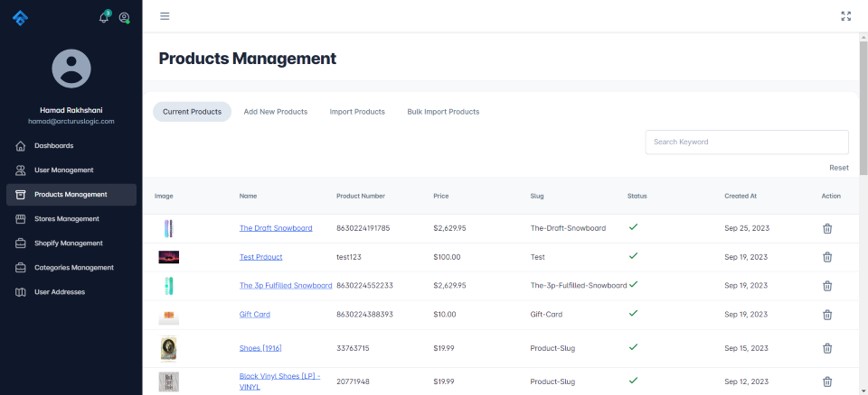 5
Hamad Rakhshani
hamad@arcturuslogic.com
Dashboards
User Management
Products Management
Stores Management
Shopify Management
Categories Management
User Addresses
Products Management
Current Products Add New Products Import Products Bulk Import Products
Search Keyword
Reset
Image Name Product Number Price Slug Status Created At Action
The Draft Snowboard 8630224191785 $2,629.95 The-Draft-Snowboard Sep 25, 2023
Test Prdouct test123 $100.00 Test Sep 19, 2023
The 3p Fulfilled Snowboard 8630224552233 $2,629.95 The-3p-Fulfilled-Snowboard Sep 19, 2023
Gift Card 8630224388393 $10.00 Gift-Card Sep 19, 2023
Shoes [1916] 33763715 $19.99 Product-Slug Sep 15, 2023
Black Vinyl Shoes [LP] -
VINYL 20771948 $19.99 Product-Slug Sep 12, 2023